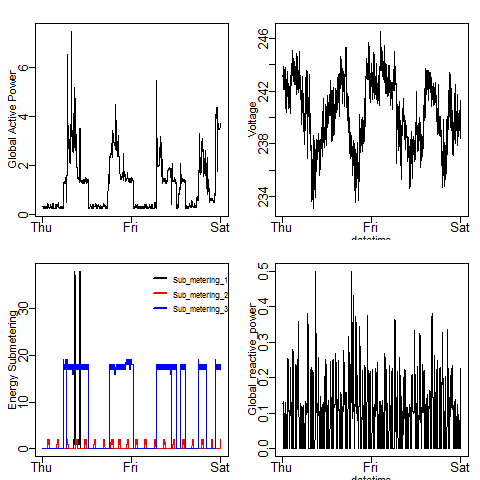 Global Active Power
0 2 4 6
Thu Fri Sat
Voltage
234 238 242 246
Thu Fri Sat
datetime
Energy Submetering
0 10 20 30
Sub_metering_1
Sub_metering_2
Sub_metering_3
Thu Fri Sat
Global_reactive_power
0.0 0.1 0.2 0.3 0.4 0.5
Thu Fri Sat
datetime